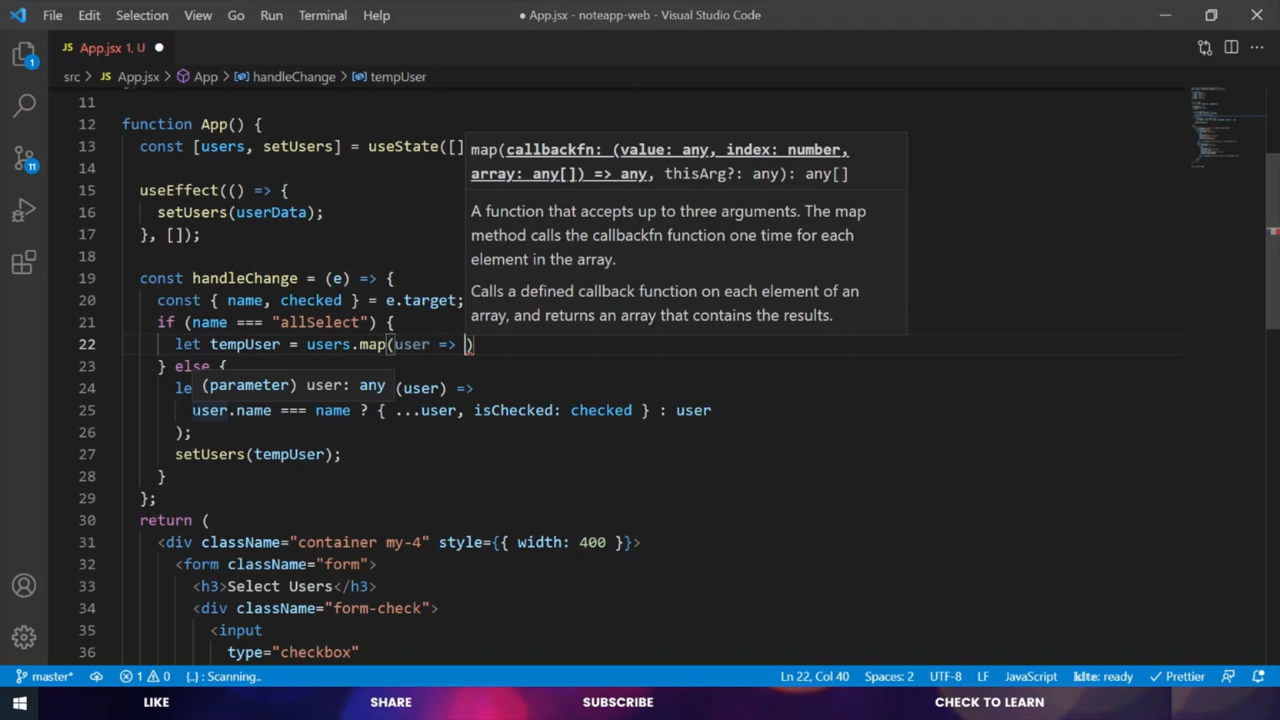 File Edit Selection View Go Run Terminal Help
● App.jsx - noteapp-web - Visual Studio Code
JS App.jsx 1, U ●
src > JS App.jsx > App > handleChange > tempUser
1
11
11
12 function App() {
13 const [users, setUsers] = useState([]
14
15 useEffect(() => {
16 setUsers(userData);
17 }, []);
18
19 const handleChange = (e) => {
20 const { name, checked } = e.target;
21 if (name === "allSelect") {
22 let tempUser = users.map(user => )
23 } else {
24 le (user) =>
25 user.name === name ? { ...user, isChecked: checked } : user
26 );
27 setUsers(tempUser);
28 }
29 };
30 return (
31 <div className="container my-4" style={{ width: 400 }}>
32 <form className="form">
33 <h3>Select Users</h3>
34 <div className="form-check">
35 <input
36 type="checkbox"
map(callbackfn: (value: any, index: number,
array: any[]) => any, thisArg?: any): any[]
A function that accepts up to three arguments. The map
method calls the callbackfn function one time for each
element in the array.
Calls a defined callback function on each element of an
array, and returns an array that contains the results.
(parameter) user: any
master* 1 0 {..} : Scanning..
Ln 22, Col 40 Spaces: 2 UTF-8 LF JavaScript kite: ready ✓ Prettier
LIKE SHARE SUBSCRIBE CHECK TO LEARN